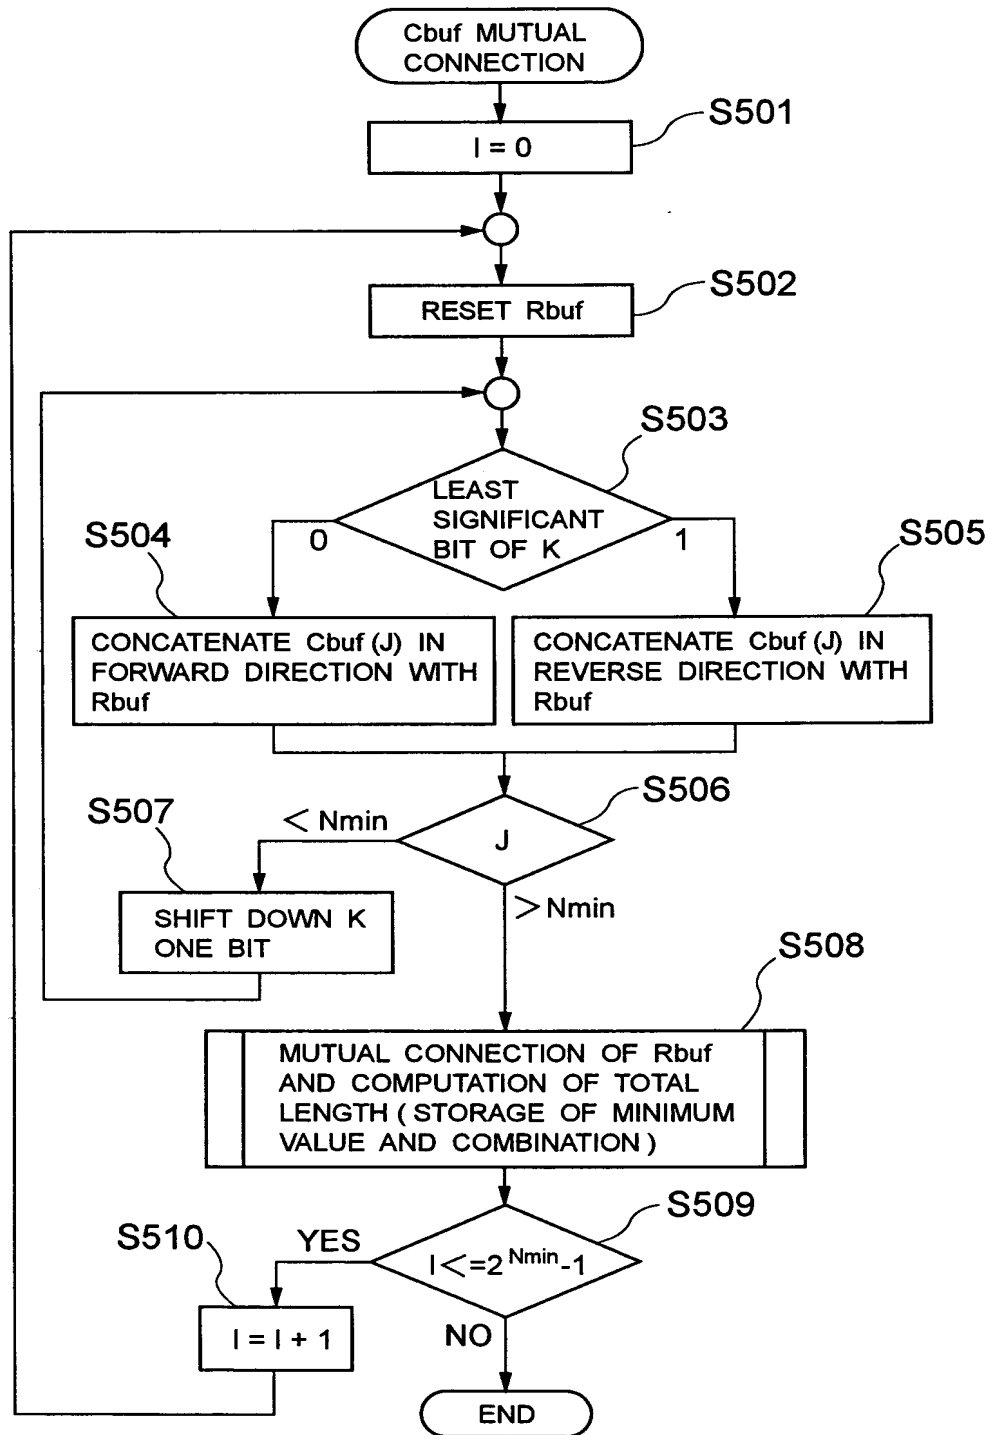 Cbuf MUTUAL
CONNECTION
S501
I = 0
S502
RESET Rbuf
S503
LEAST
SIGNIFICANT
BIT OF K
0
1
S504
S505
CONCATENATE Cbuf (J) IN
FORWARD DIRECTION WITH
Rbuf
CONCATENATE Cbuf (J) IN
REVERSE DIRECTION WITH
Rbuf
S506
S507
< Nmin
J
> Nmin
SHIFT DOWN K
ONE BIT
S508
MUTUAL CONNECTION OF Rbuf
AND COMPUTATION OF TOTAL
LENGTH ( STORAGE OF MINIMUM
VALUE AND COMBINATION )
S509
S510
YES
I <=2^Nmin -1
I = I + 1
NO
END